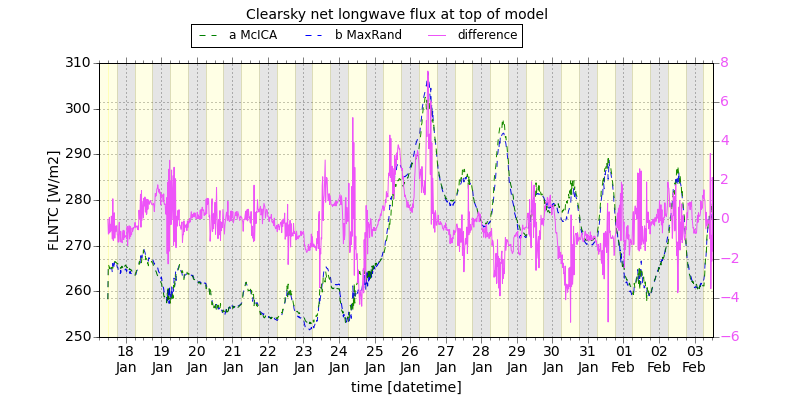 Clearsky net longwave flux at top of model
a McICA b MaxRand difference
310
300
290
280
270
260
250
FLNTC [W/m2]
8
6
4
2
0
−2
−4
−6
18 19 20 21 22 23 24 25 26 27 28 29 30 31 01 02 03
Jan Jan Jan Jan Jan Jan Jan Jan Jan Jan Jan Jan Jan Jan Feb Feb Feb
time [datetime]